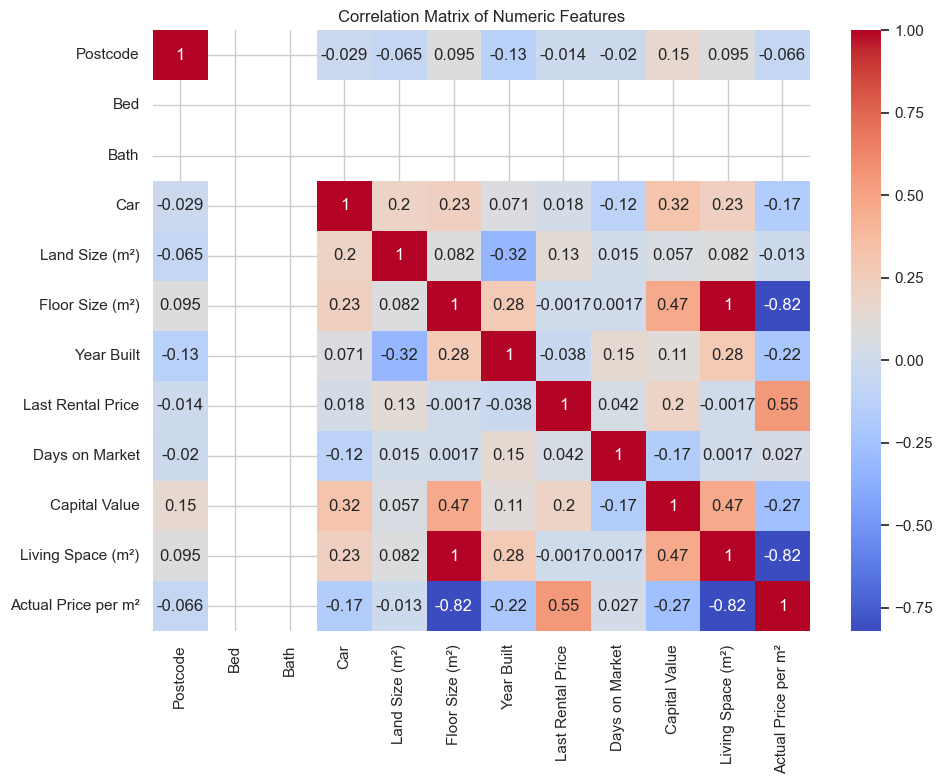 Correlation Matrix of Numeric Features
Postcode 1 -0.029 -0.065 0.095 -0.13 -0.014 -0.02 0.15 0.095 -0.066
Bed
Bath
Car -0.029 1 0.2 0.23 0.071 0.018 -0.12 0.32 0.23 -0.17
Land Size (m²) -0.065 0.2 1 0.082 -0.32 0.13 0.015 0.057 0.082 -0.013
Floor Size (m²) 0.095 0.23 0.082 1 0.28 -0.0017 0.0017 0.47 1 -0.82
Year Built -0.13 0.071 -0.32 0.28 1 -0.038 0.15 0.11 0.28 -0.22
Last Rental Price -0.014 0.018 0.13 -0.0017 -0.038 1 0.042 0.2 -0.0017 0.55
Days on Market -0.02 -0.12 0.015 0.0017 0.15 0.042 1 -0.17 0.0017 0.027
Capital Value 0.15 0.32 0.057 0.47 0.11 0.2 -0.17 1 0.47 -0.27
Living Space (m²) 0.095 0.23 0.082 1 0.28 -0.0017 0.0017 0.47 1 -0.82
Actual Price per m² -0.066 -0.17 -0.013 -0.82 -0.22 0.55 0.027 -0.27 -0.82 1
Postcode
Bed
Bath
Car
Land Size (m²)
Floor Size (m²)
Year Built
Last Rental Price
Days on Market
Capital Value
Living Space (m²)
Actual Price per m²
1.00
0.75
0.50
0.25
0.00
−0.25
−0.50
−0.75